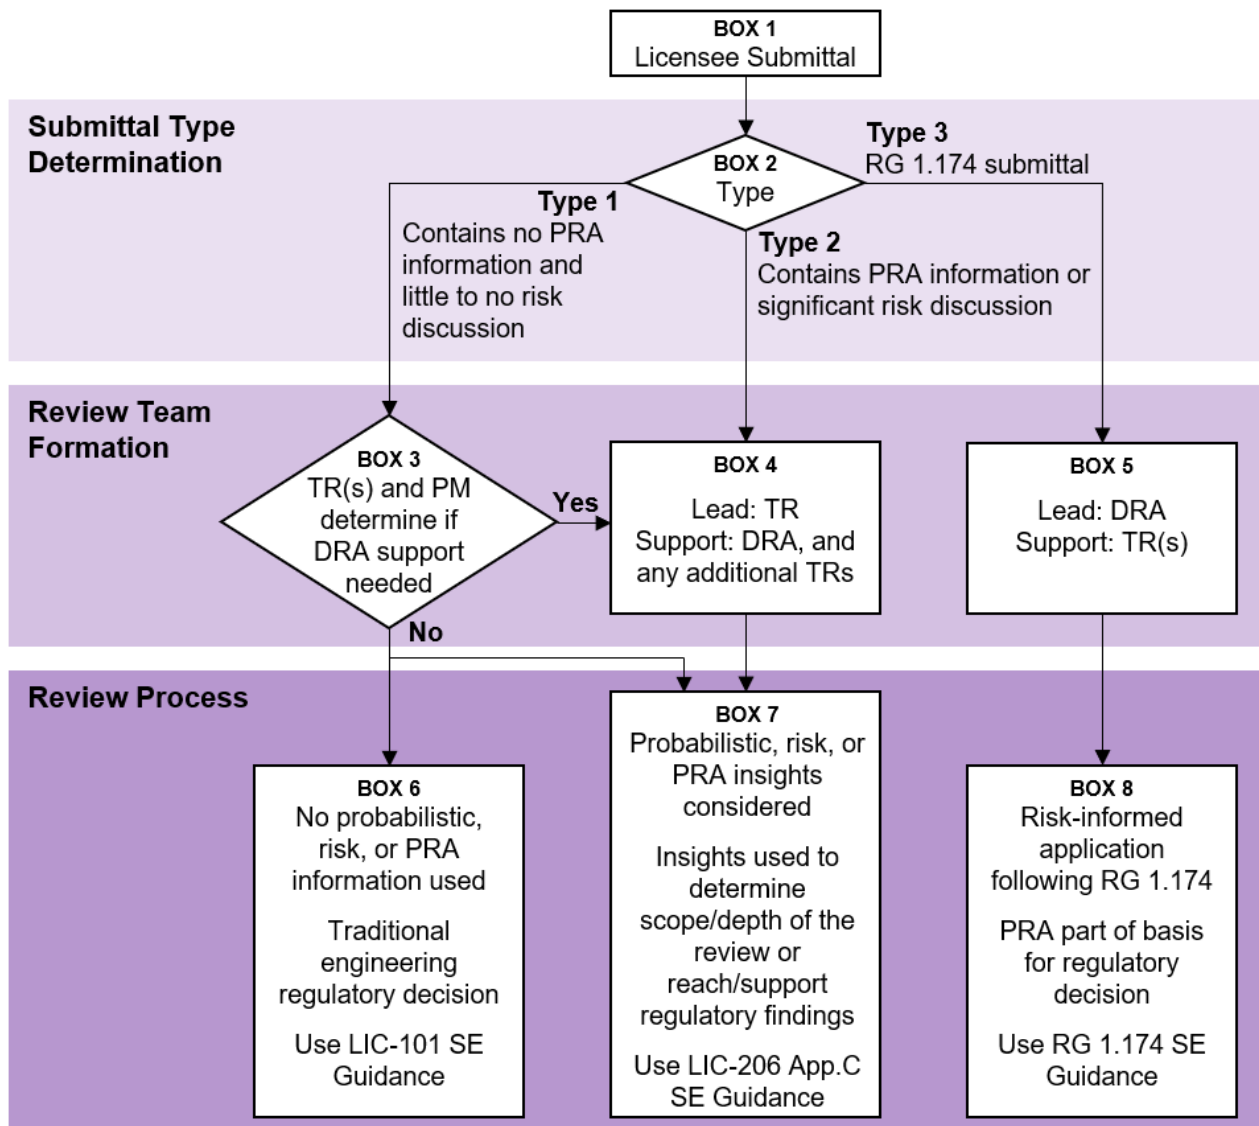 BOX 1
Licensee Submittal
Submittal Type
Determination
BOX 2
Type
Type 3
RG 1.174 submittal
Type 1
Contains no PRA
information and
little to no risk
discussion
Type 2
Contains PRA information or
significant risk discussion
Review Team
Formation
BOX 3
TR(s) and PM
determine if
DRA support
needed
Yes
No
BOX 4
Lead: TR
Support: DRA, and
any additional TRs
BOX 5
Lead: DRA
Support: TR(s)
Review Process
BOX 6
No probabilistic,
risk, or PRA
information used
Traditional
engineering
regulatory decision
Use LIC-101 SE
Guidance
BOX 7
Probabilistic, risk, or
PRA insights
considered
Insights used to
determine
scope/depth of the
review or
reach/support
regulatory findings
Use LIC-206 App.C
SE Guidance
BOX 8
Risk-informed
application
following RG 1.174
PRA part of basis
for regulatory
decision
Use RG 1.174 SE
Guidance